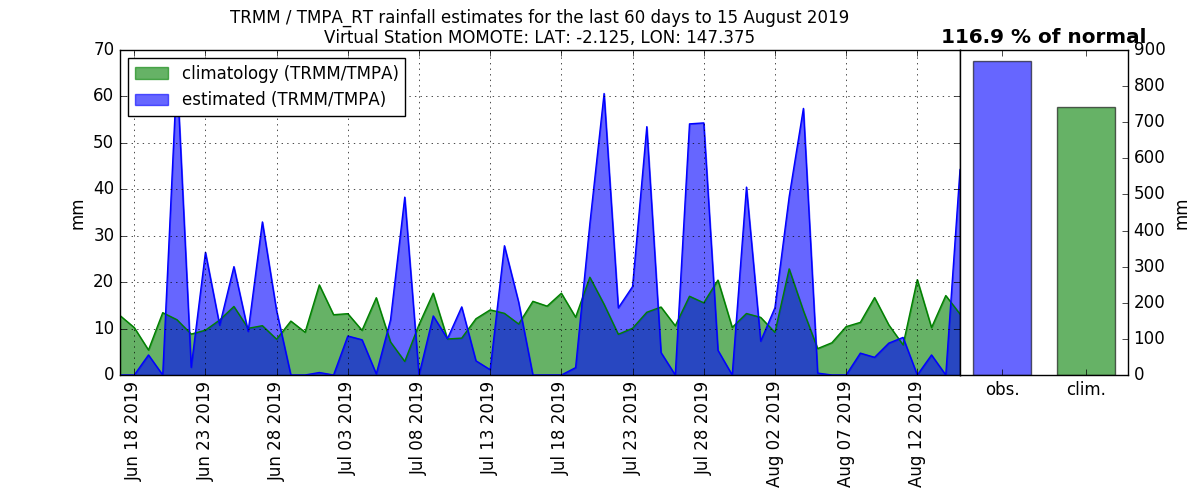 TRMM / TMPA_RT rainfall estimates for the last 60 days to 15 August 2019
Virtual Station MOMOTE: LAT: -2.125, LON: 147.375
116.9 % of normal
climatology (TRMM/TMPA)
estimated (TRMM/TMPA)
mm
70
60
50
40
30
20
10
0
Jun 18 2019
Jun 23 2019
Jun 28 2019
Jul 03 2019
Jul 08 2019
Jul 13 2019
Jul 18 2019
Jul 23 2019
Jul 28 2019
Aug 02 2019
Aug 07 2019
Aug 12 2019
900
800
700
600
500
400
300
200
100
0
mm
obs.
clim.